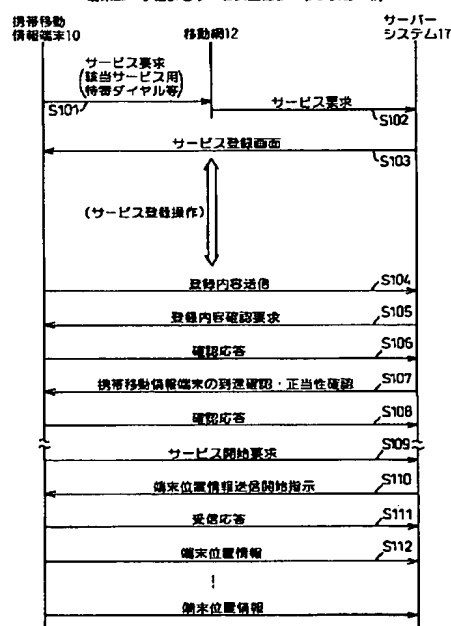 携帯移動
情報端末10
移動網12
サーバー
システム17
サービス要求
(該当サービス用
特番ダイヤル等)
S101
サービス要求
S102
サービス登録画面
S103
(サービス登録操作)
登録内容送信
S104
登録内容確認要求
S105
確認応答
S106
携帯移動情報端末の到達確認・正当性確認
S107
確認応答
S108
サービス開始要求
S109
端末位置情報送信開始指示
S110
受信応答
S111
端末位置情報
S112
端末位置情報